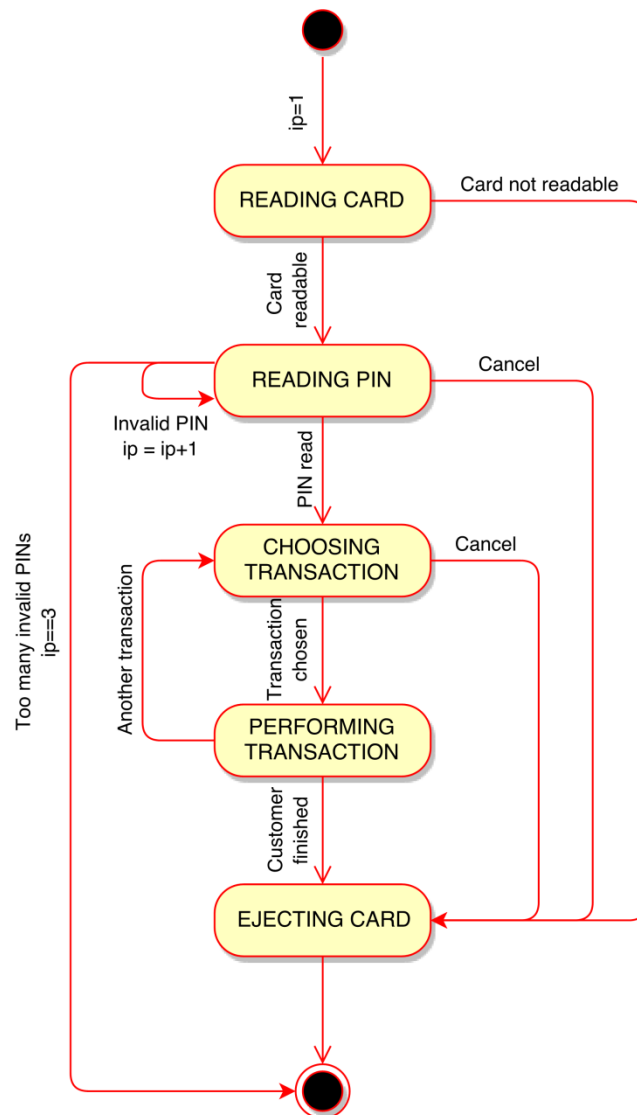 ip=1
READING CARD
Card not readable
Card
readable
READING PIN
Cancel
Invalid PIN
ip = ip+1
PIN read
Too many invalid PINs
ip==3
CHOOSING
TRANSACTION
Cancel
Another transaction
Transaction
chosen
PERFORMING
TRANSACTION
Customer
finished
EJECTING CARD